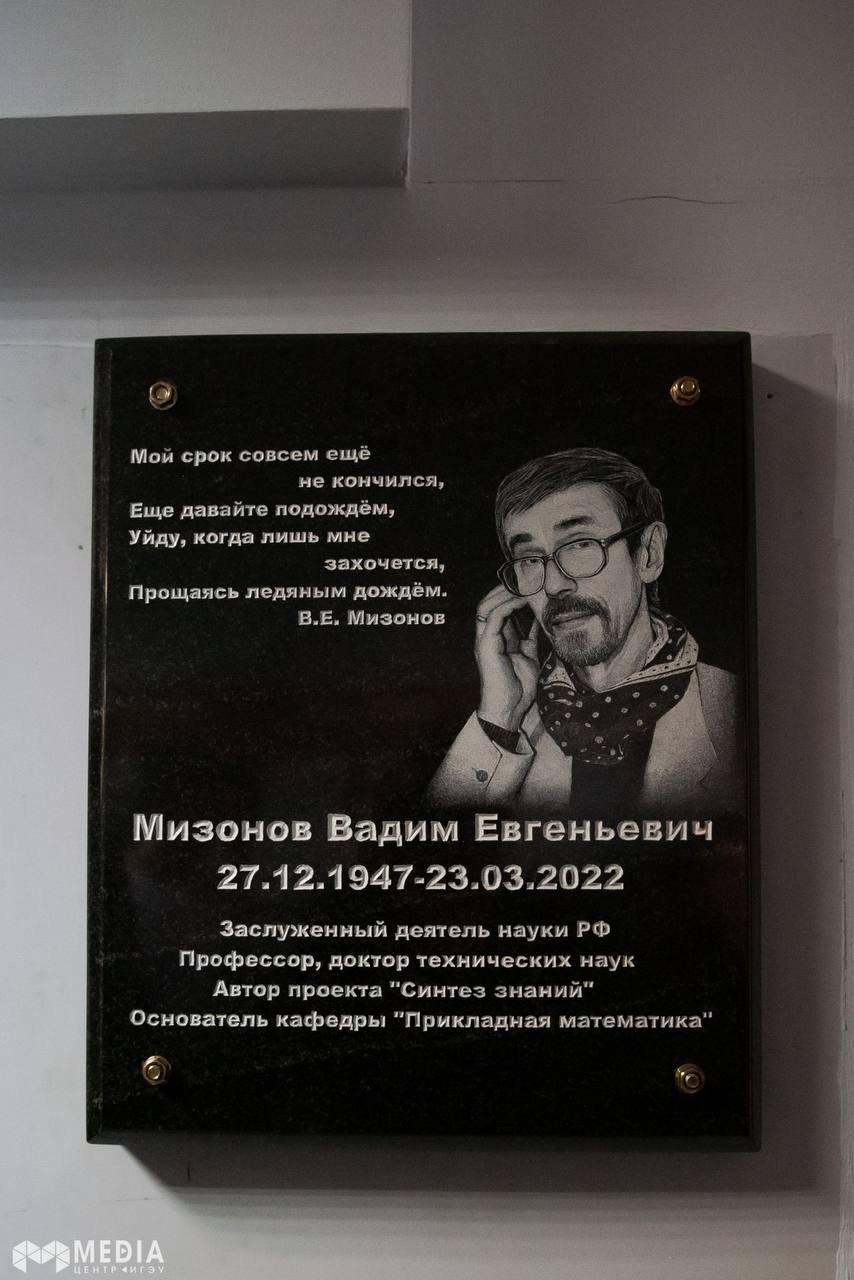 Мой срок совсем ещё
не кончился,
Еще давайте подождём,
Уйду, когда лишь мне
захочется,
Прощаясь ледяным дождём.
В.Е. Мизонов
Мизонов Вадим Евгеньевич
27.12.1947-23.03.2022
Заслуженный деятель науки РФ
Профессор, доктор технических наук
Автор проекта "Синтез знаний"
Основатель кафедры "Прикладная математика"
MEDIA
ЦЕНТР ИГЭУ